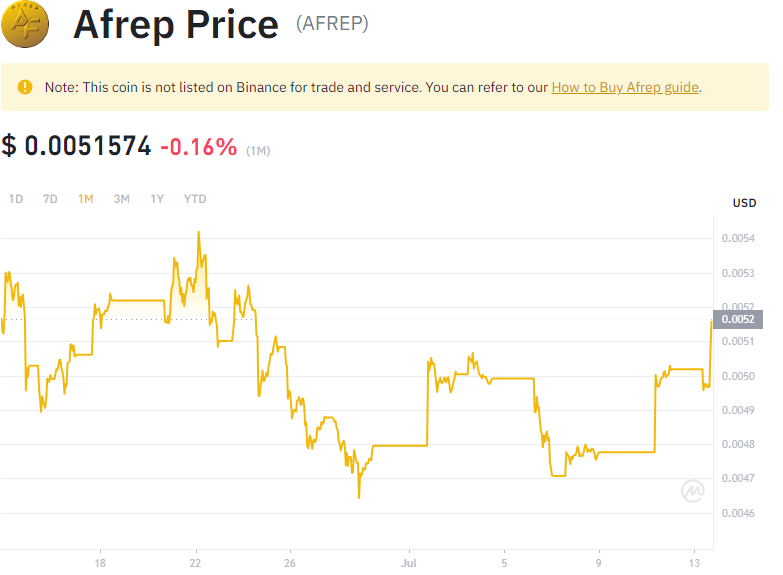 AFREP
AF
Afrep Price (AFREP)
Note: This coin is not listed on Binance for trade and service. You can refer to our How to Buy Afrep guide.
$ 0.0051574 -0.16% (1M)
1D 7D 1M 3M 1Y YTD
USD
0.0054
0.0053
0.0052
0.0052
0.0051
0.0050
0.0049
0.0048
0.0047
0.0046
18 22 26 Jul 5 9 13